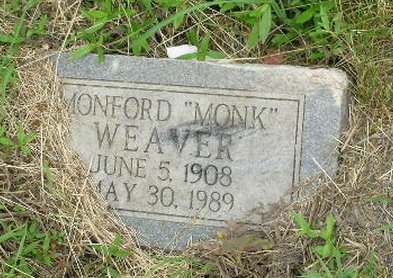 MONFORD "MONK"
WEAVER
JUNE 5, 1908
MAY 30, 1989